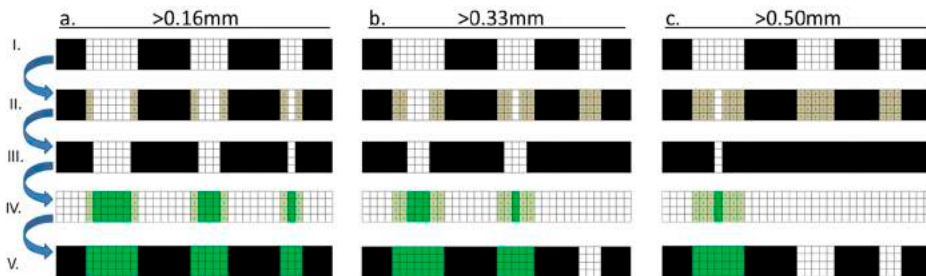 a. >0.16mm
b. >0.33mm
c. >0.50mm
I.
II.
III.
IV.
V.